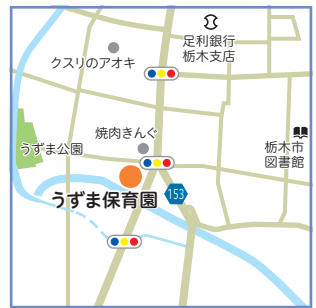 足利銀行
栃木支店
クスリのアオキ
焼肉きんぐ
うずま公園
栃木市
図書館
うずま保育園
153